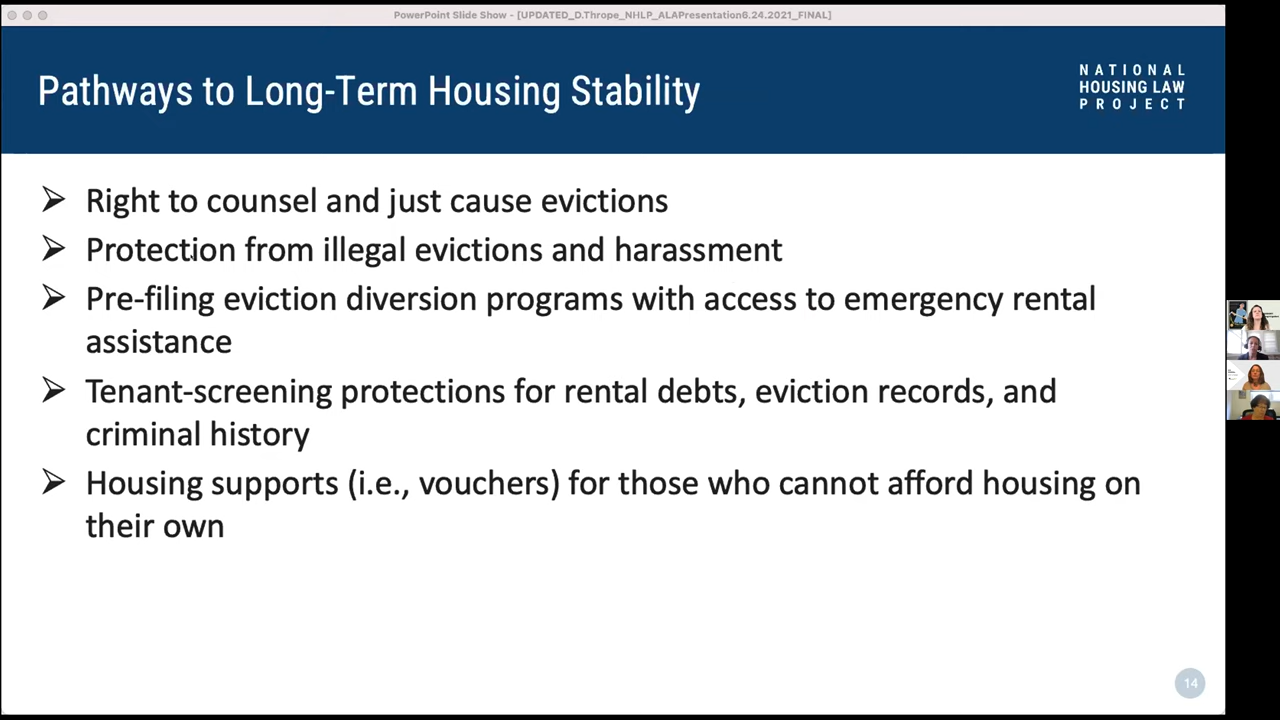 PowerPoint Slide Show - [UPDATED_D.Thrope_NHLP_ALAPresentation6.24.2021_FINAL]
Pathways to Long-Term Housing Stability
NATIONAL
HOUSING LAW
PROJECT
➢ Right to counsel and just cause evictions
➢ Protection from illegal evictions and harassment
➢ Pre-filing eviction diversion programs with access to emergency rental
assistance
➢ Tenant-screening protections for rental debts, eviction records, and
criminal history
➢ Housing supports (i.e., vouchers) for those who cannot afford housing on
their own
14